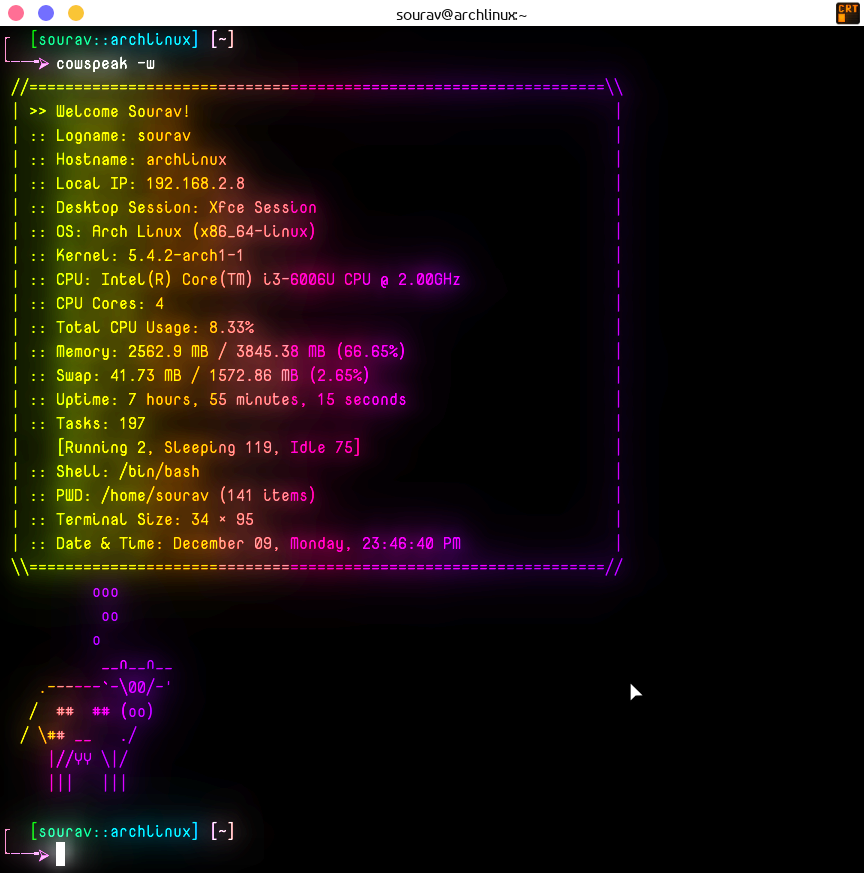 sourav@archlinux:~
CRT
[sourav::archlinux] [~]
cowspeak -w
//================================================================\\
| >> Welcome Sourav! |
| :: Logname: sourav |
| :: Hostname: archlinux |
| :: Local IP: 192.168.2.8 |
| :: Desktop Session: Xfce Session |
| :: OS: Arch Linux (x86_64-linux) |
| :: Kernel: 5.4.2-arch1-1 |
| :: CPU: Intel(R) Core(TM) i3-6006U CPU @ 2.00GHz |
| :: CPU Cores: 4 |
| :: Total CPU Usage: 8.33% |
| :: Memory: 2562.9 MB / 3845.38 MB (66.65%) |
| :: Swap: 41.73 MB / 1572.86 MB (2.65%) |
| :: Uptime: 7 hours, 55 minutes, 15 seconds |
| :: Tasks: 197 |
| [Running 2, Sleeping 119, Idle 75] |
| :: Shell: /bin/bash |
| :: PWD: /home/sourav (141 items) |
| :: Terminal Size: 34 × 95 |
| :: Date & Time: December 09, Monday, 23:46:40 PM |
\\================================================================//
ooo
oo
o
__n__n__
.------`-\00/-'
/ ## ## (oo)
/ \## __ ./
|//YY \|/
||| |||
[sourav::archlinux] [~]